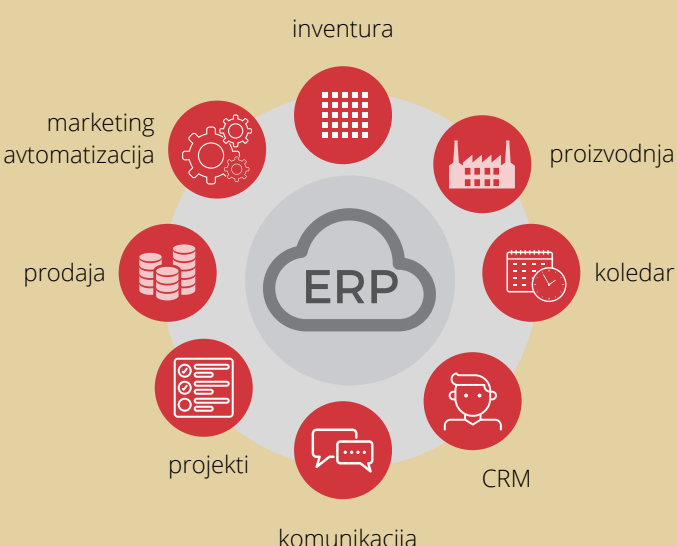 inventura
marketing
avtomatizacija
proizvodnja
prodaja
ERP
koledar
projekti
CRM
komunikacija